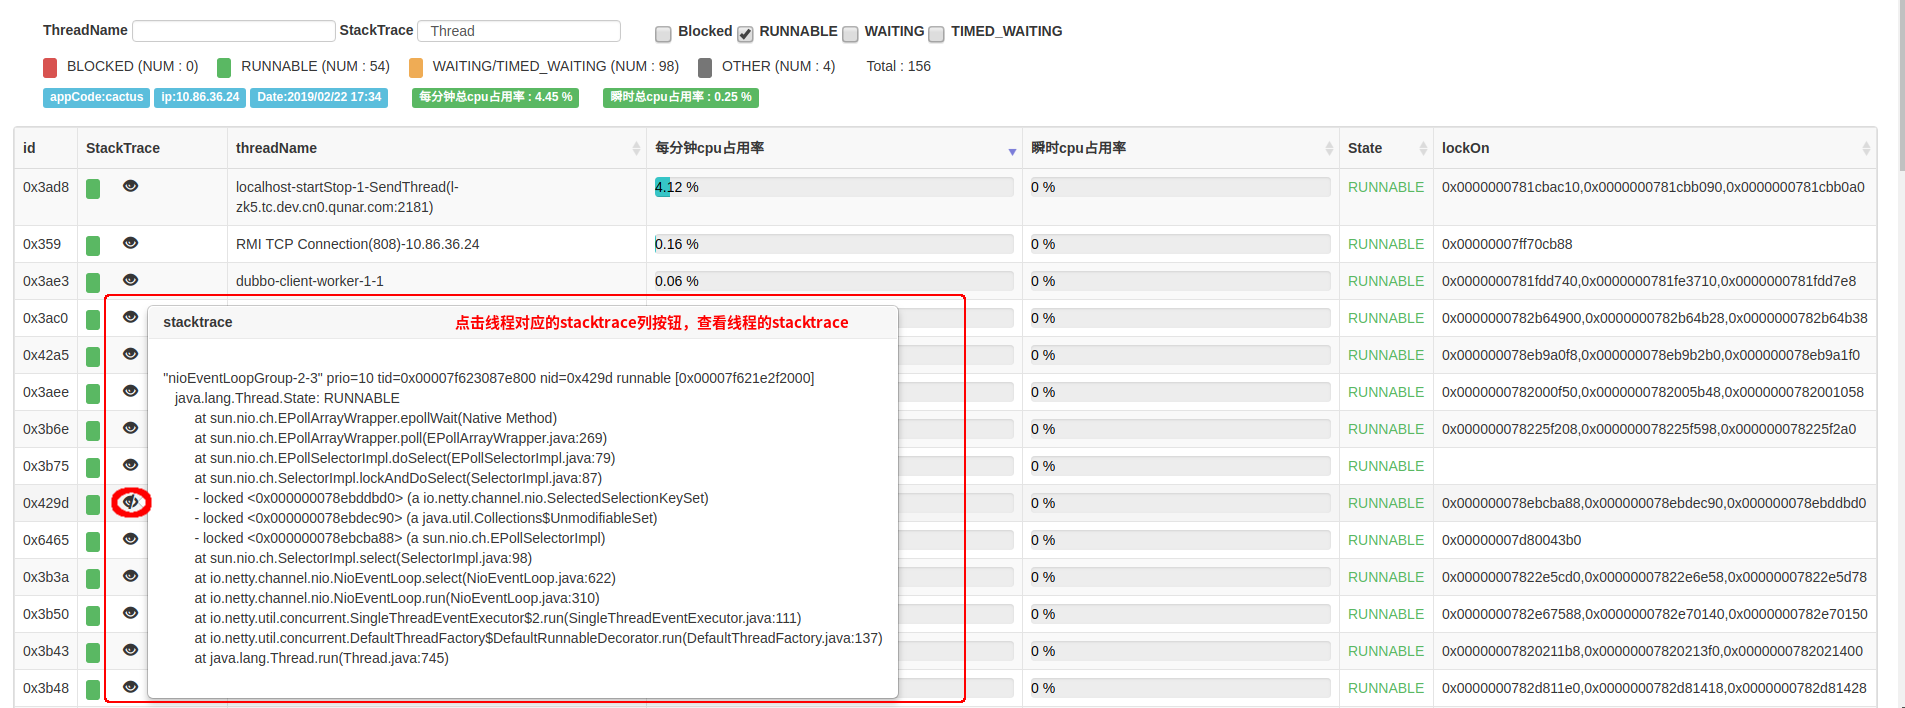 ThreadName StackTrace Thread Blocked RUNNABLE WAITING TIMED_WAITING
BLOCKED (NUM : 0) RUNNABLE (NUM : 54) WAITING/TIMED_WAITING (NUM : 98) OTHER (NUM : 4) Total : 156
appCode:cactus ip:10.86.36.24 Date:2019/02/22 17:34 每分钟总cpu占用率 : 4.45 % 瞬时总cpu占用率 : 0.25 %
id StackTrace threadName 每分钟cpu占用率 瞬时cpu占用率 State lockOn
0x3ad8 localhost-startStop-1-SendThread(l- 4.12 % 0 % RUNNABLE 0x0000000781cbac10,0x0000000781cbb090,0x0000000781cbb0a0
zk5.tc.dev.cn0.qunar.com:2181)
0x359 RMI TCP Connection(808)-10.86.36.24 0.16 % 0 % RUNNABLE 0x00000007ff70cb88
0x3ae3 dubbo-client-worker-1-1 0.06 % 0 % RUNNABLE 0x0000000781fdd740,0x0000000781fe3710,0x0000000781fdd7e8
0x3ac0 0 % RUNNABLE 0x0000000782b64900,0x0000000782b64b28,0x0000000782b64b38
0x42a5 0 % RUNNABLE 0x000000078eb9a0f8,0x000000078eb9b2b0,0x000000078eb9a1f0
0x3aee 0 % RUNNABLE 0x0000000782000f50,0x0000000782005b48,0x0000000782001058
0x3b6e 0 % RUNNABLE 0x000000078225f208,0x000000078225f598,0x000000078225f2a0
0x3b75 0 % RUNNABLE
0x429d 0 % RUNNABLE 0x000000078ebcba88,0x000000078ebdec90,0x000000078ebddbd0
0x6465 0 % RUNNABLE 0x00000007d80043b0
0x3b3a 0 % RUNNABLE 0x00000007822e5cd0,0x00000007822e6e58,0x00000007822e5d78
0x3b50 0 % RUNNABLE 0x0000000782e67588,0x0000000782e70140,0x0000000782e70150
0x3b43 0 % RUNNABLE 0x00000007820211b8,0x00000007820213f0,0x0000000782021400
0x3b48 0 % RUNNABLE 0x0000000782d811e0,0x0000000782d81418,0x0000000782d81428
stacktrace 点击线程对应的stacktrace列按钮，查看线程的stacktrace
"nioEventLoopGroup-2-3" prio=10 tid=0x00007f623087e800 nid=0x429d runnable [0x00007f621e2f2000]
java.lang.Thread.State: RUNNABLE
at sun.nio.ch.EPollArrayWrapper.epollWait(Native Method)
at sun.nio.ch.EPollArrayWrapper.poll(EPollArrayWrapper.java:269)
at sun.nio.ch.EPollSelectorImpl.doSelect(EPollSelectorImpl.java:79)
at sun.nio.ch.SelectorImpl.lockAndDoSelect(SelectorImpl.java:87)
- locked <0x000000078ebddbd0> (a io.netty.channel.nio.SelectedSelectionKeySet)
- locked <0x000000078ebdec90> (a java.util.Collections$UnmodifiableSet)
- locked <0x000000078ebcba88> (a sun.nio.ch.EPollSelectorImpl)
at sun.nio.ch.SelectorImpl.select(SelectorImpl.java:98)
at io.netty.channel.nio.NioEventLoop.select(NioEventLoop.java:622)
at io.netty.channel.nio.NioEventLoop.run(NioEventLoop.java:310)
at io.netty.util.concurrent.SingleThreadEventExecutor$2.run(SingleThreadEventExecutor.java:111)
at io.netty.util.concurrent.DefaultThreadFactory$DefaultRunnableDecorator.run(DefaultThreadFactory.java:137)
at java.lang.Thread.run(Thread.java:745)